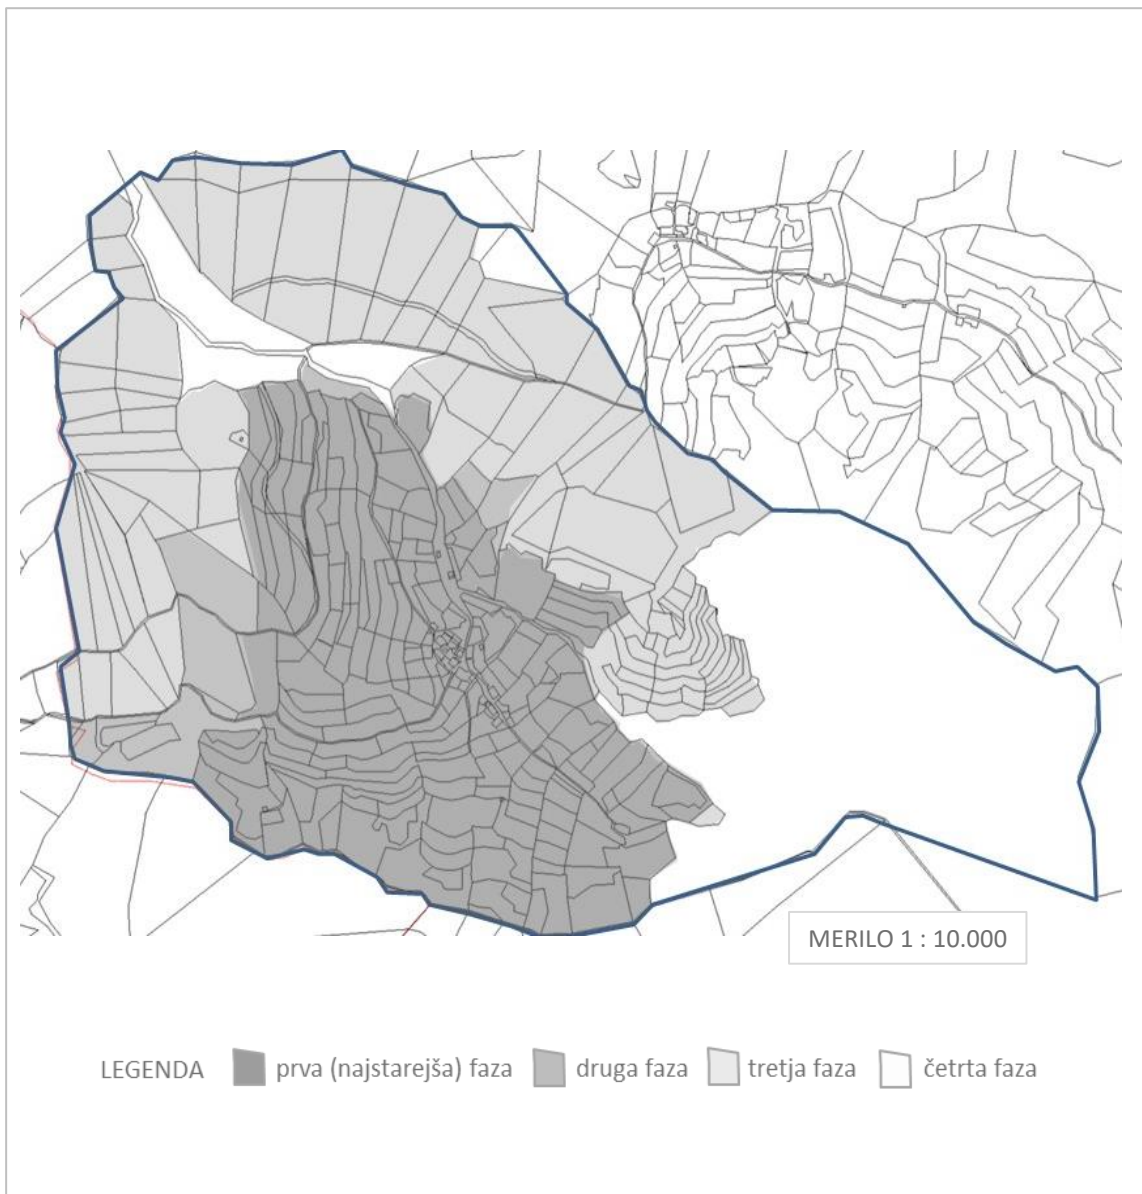 MERILO 1 : 10.000
LEGENDA prva (najstarejša) faza druga faza tretja faza četrta faza